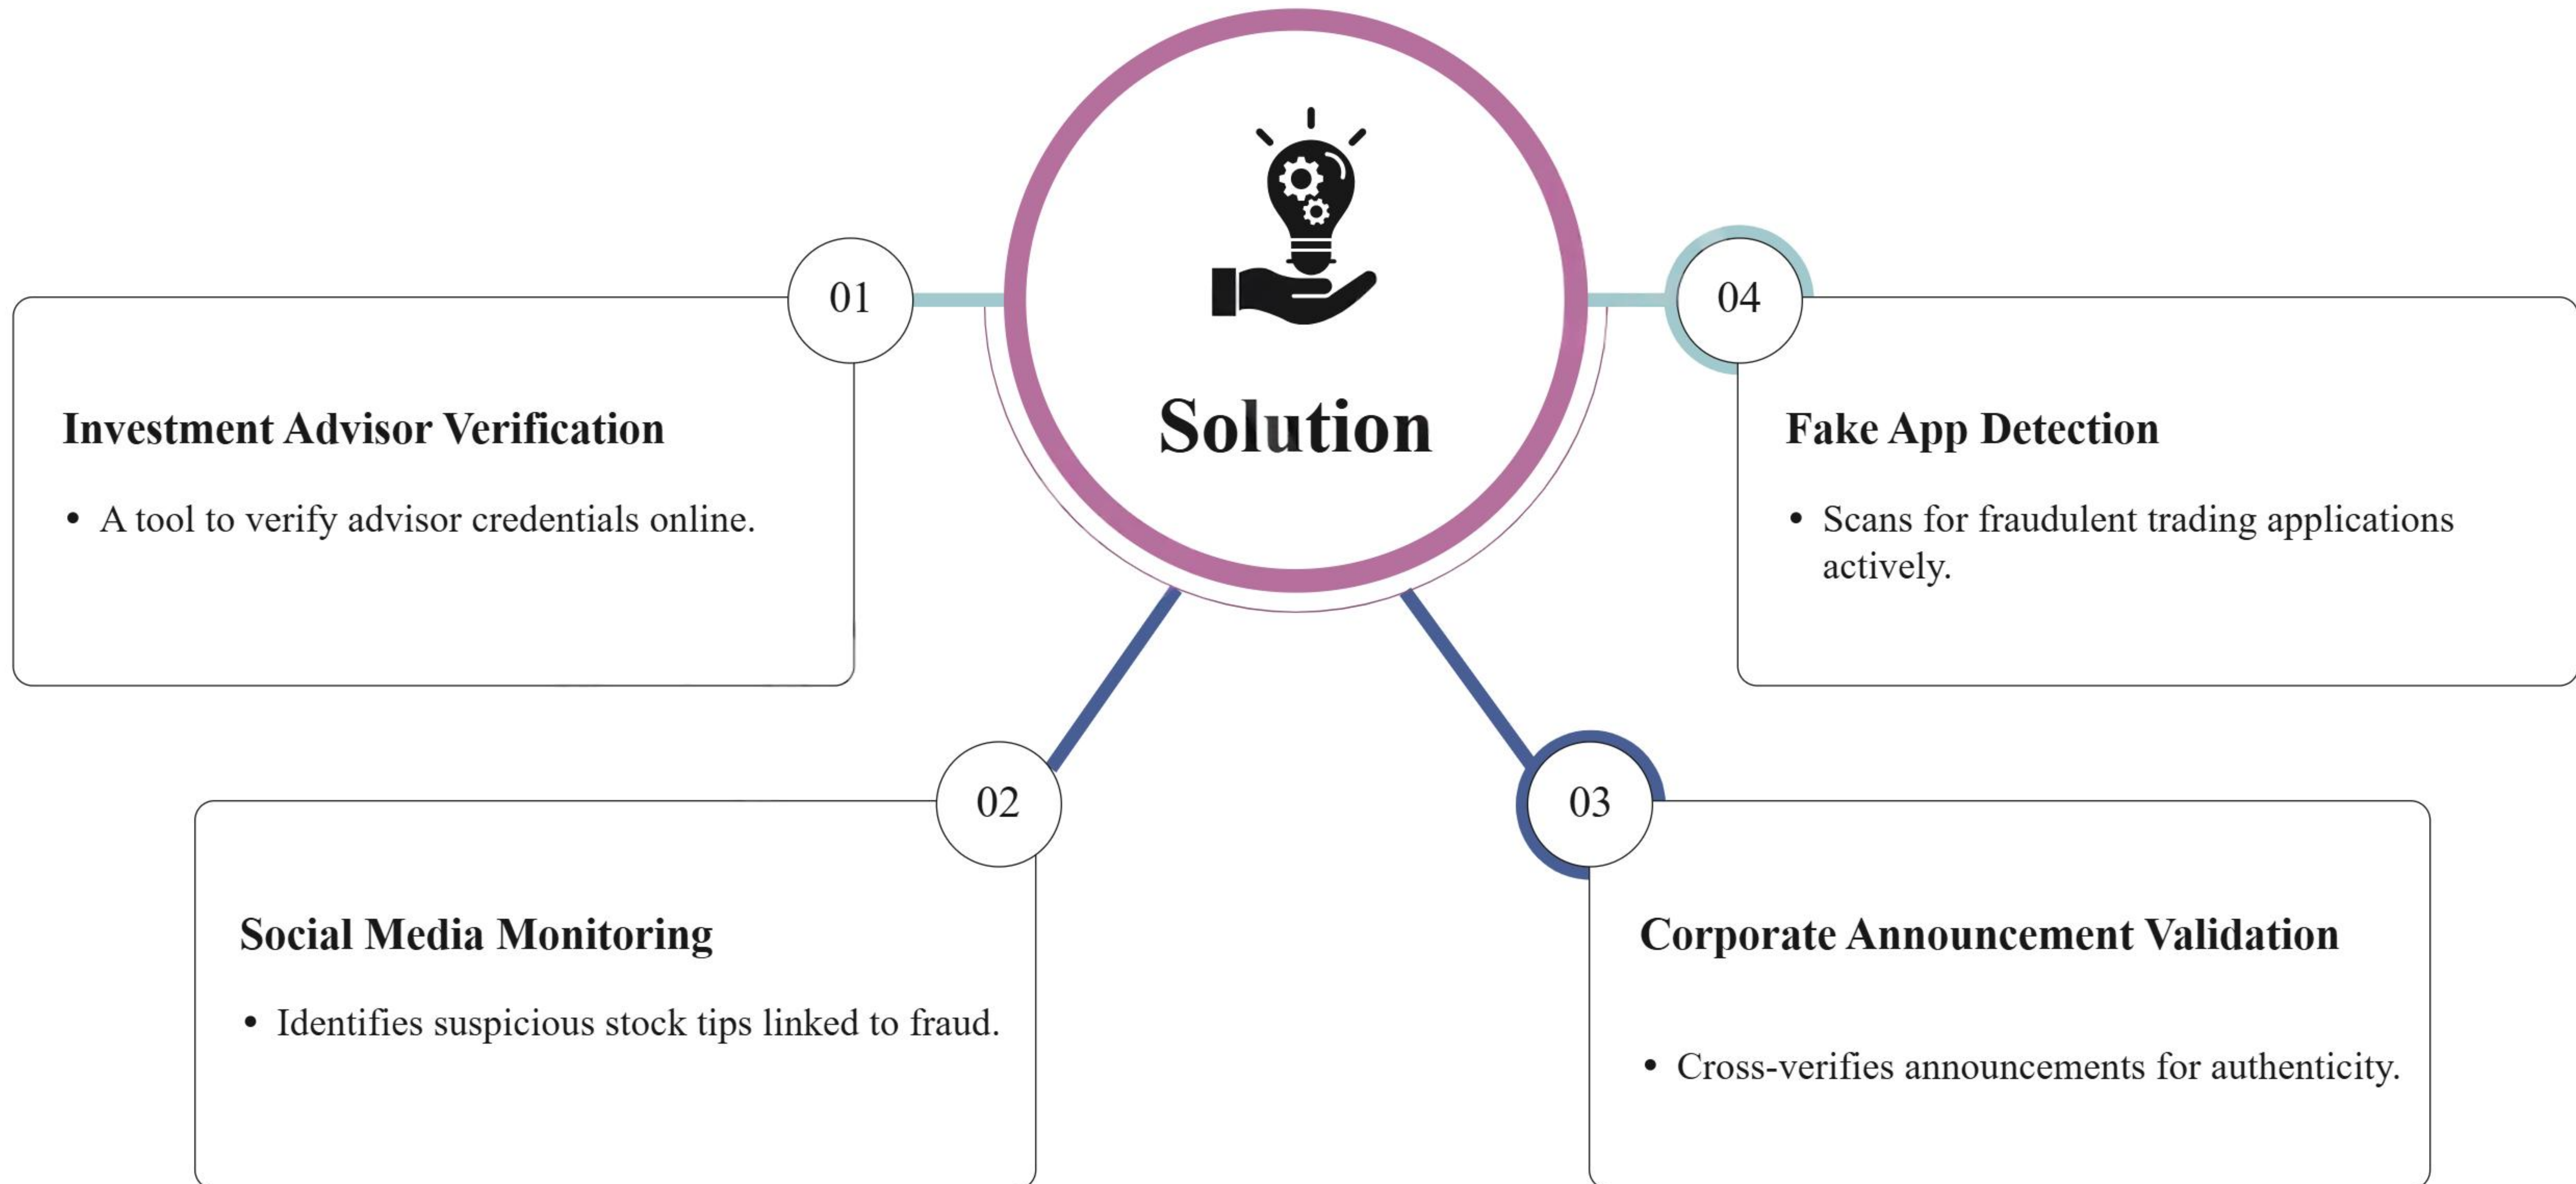 Solution
01
Investment Advisor Verification
• A tool to verify advisor credentials online.
02
Social Media Monitoring
• Identifies suspicious stock tips linked to fraud.
03
Corporate Announcement Validation
• Cross-verifies announcements for authenticity.
04
Fake App Detection
• Scans for fraudulent trading applications
actively.